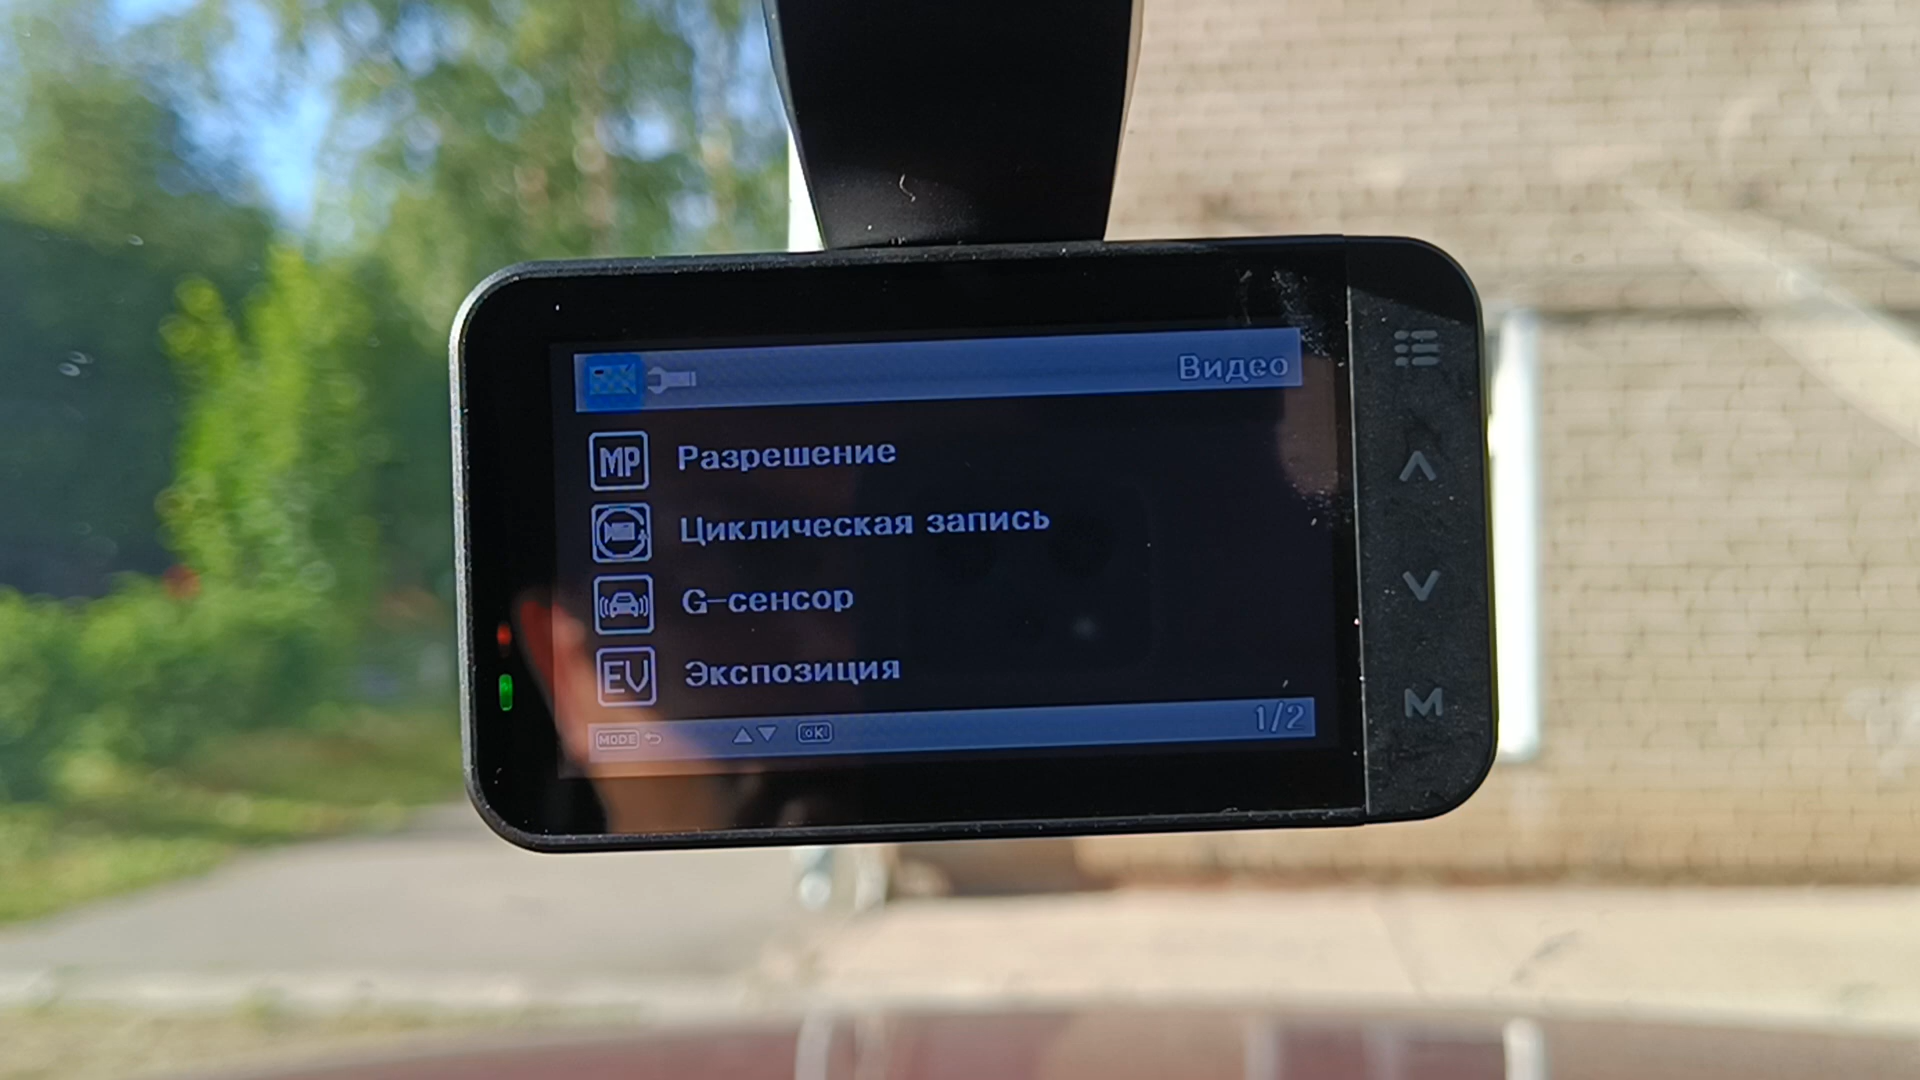 Видео
MP Разрешение
Циклическая запись
G-сенсор
EV Экспозиция
MODE OK 1/2
M